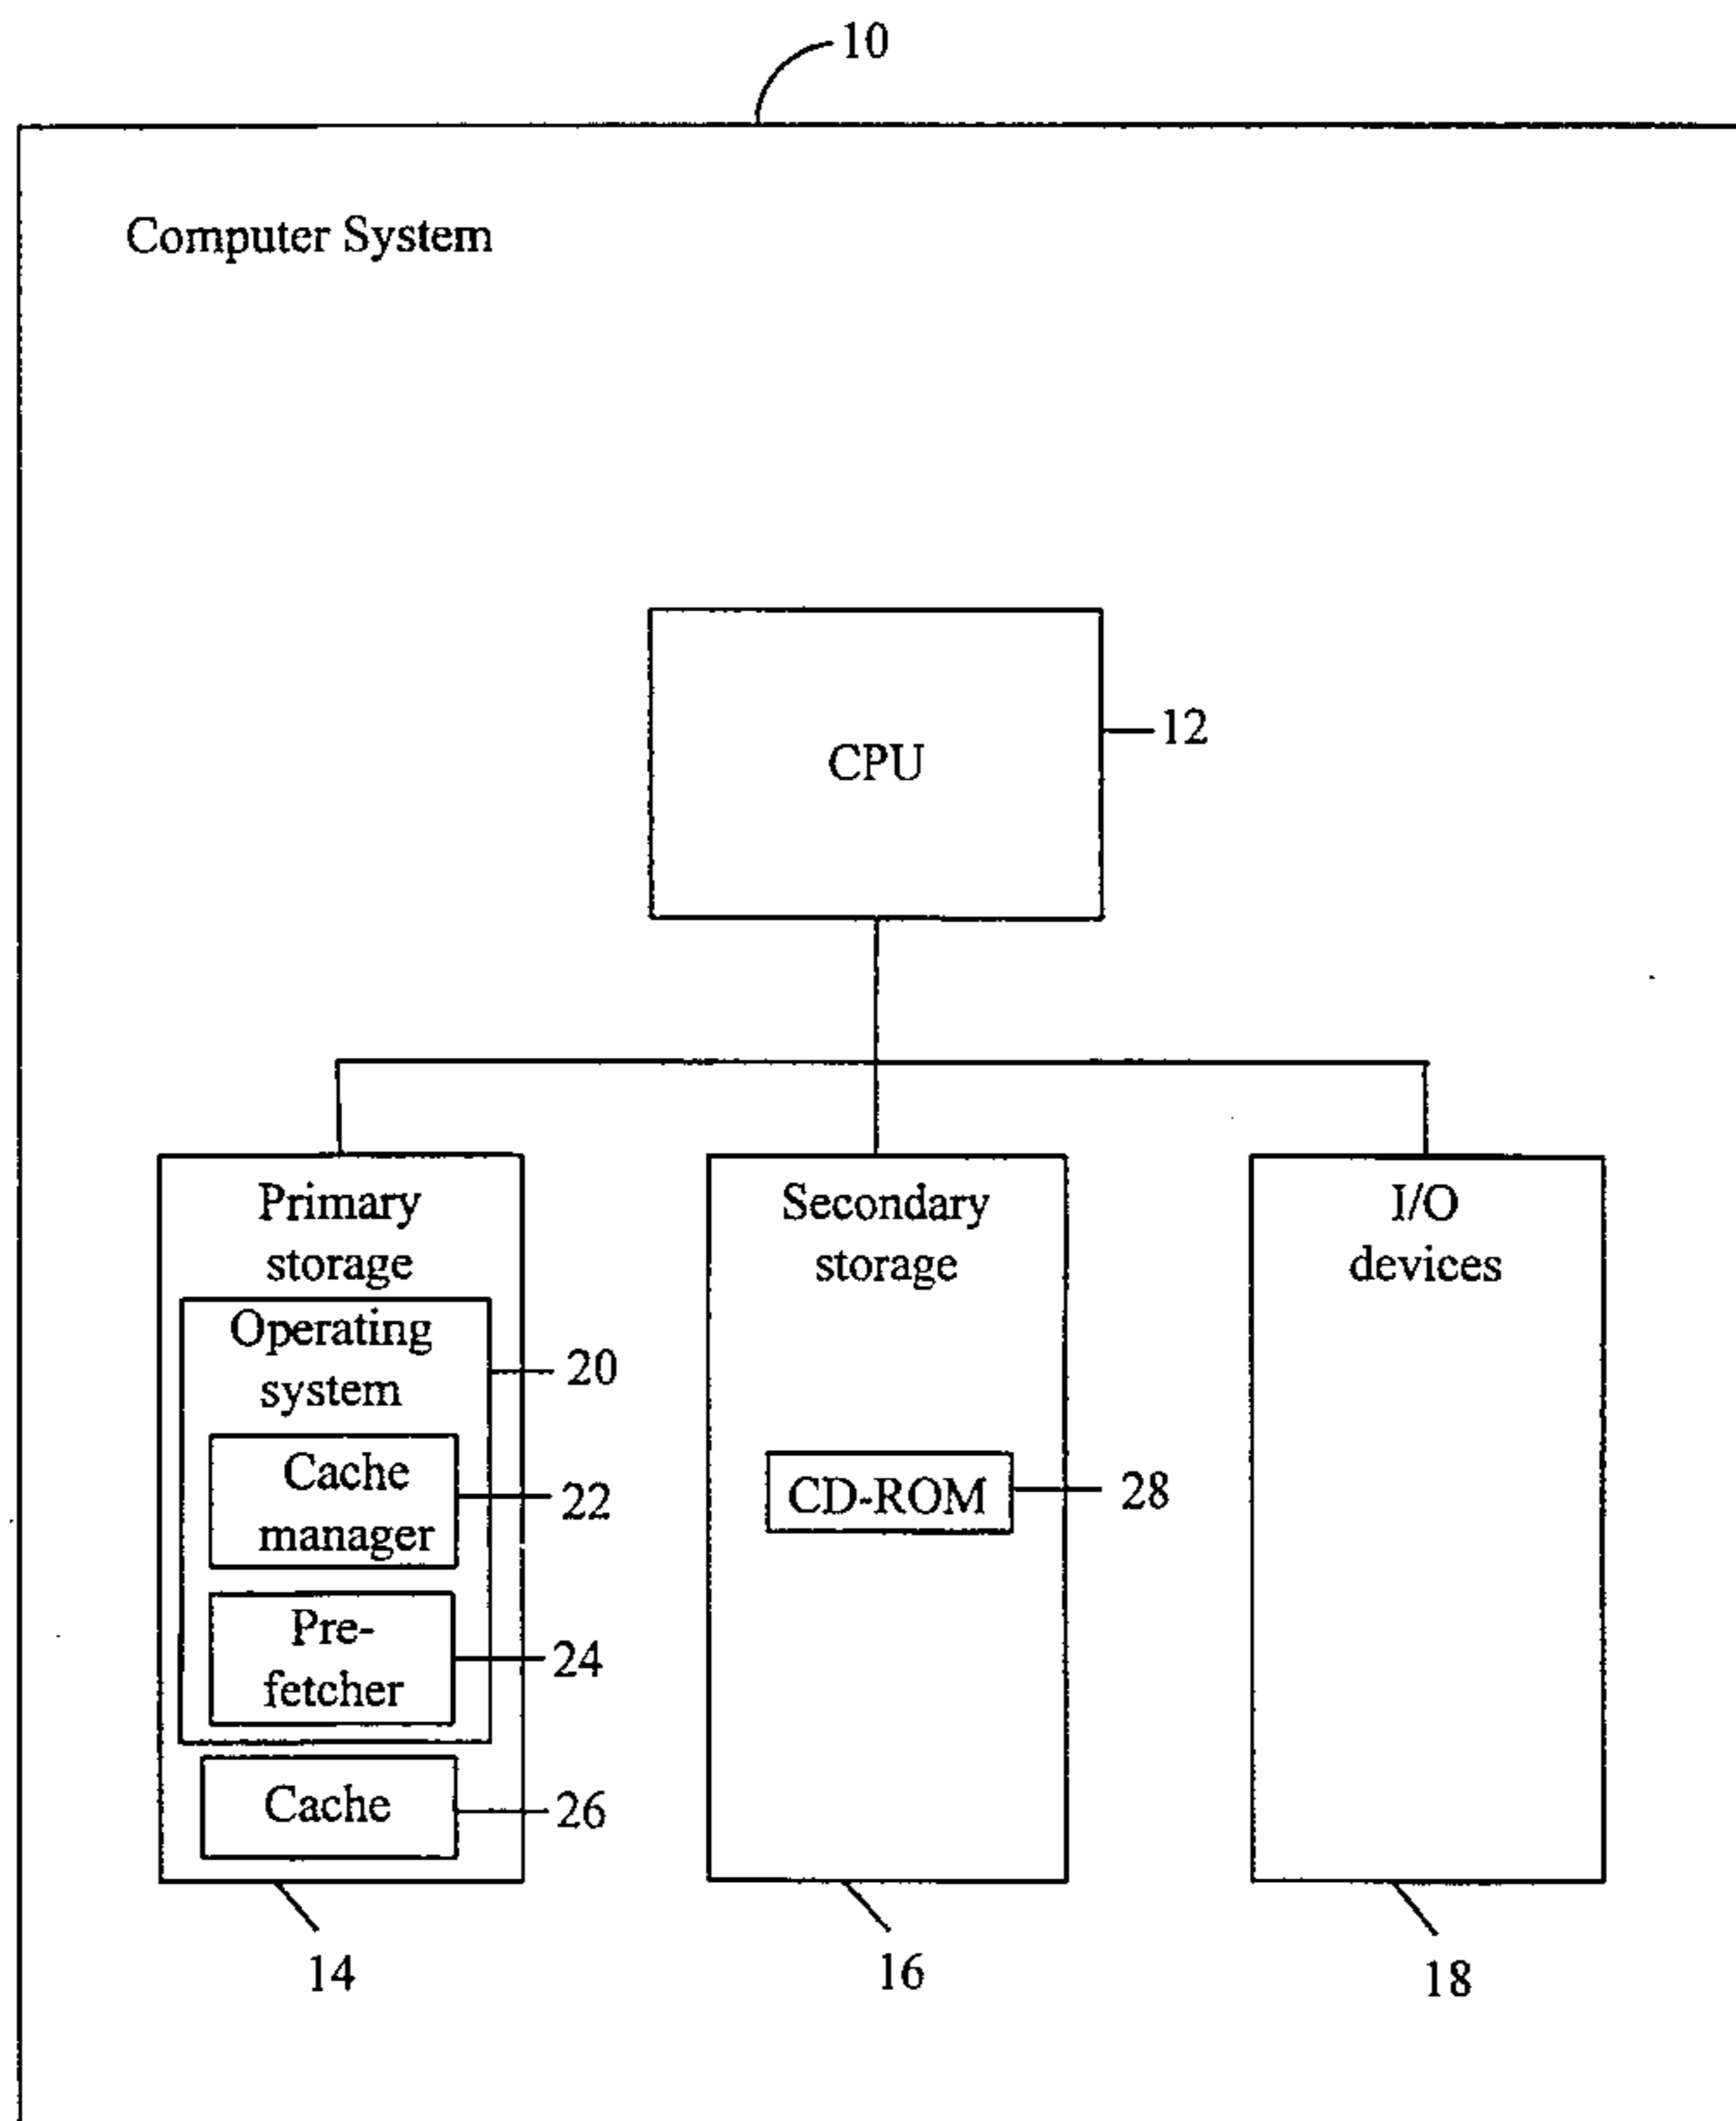 10
Computer System
CPU
12
Primary
storage
Operating
system
20
Cache
manager
22
Pre-
fetcher
24
Cache
26
14
Secondary
storage
CD-ROM
28
16
I/O
devices
18